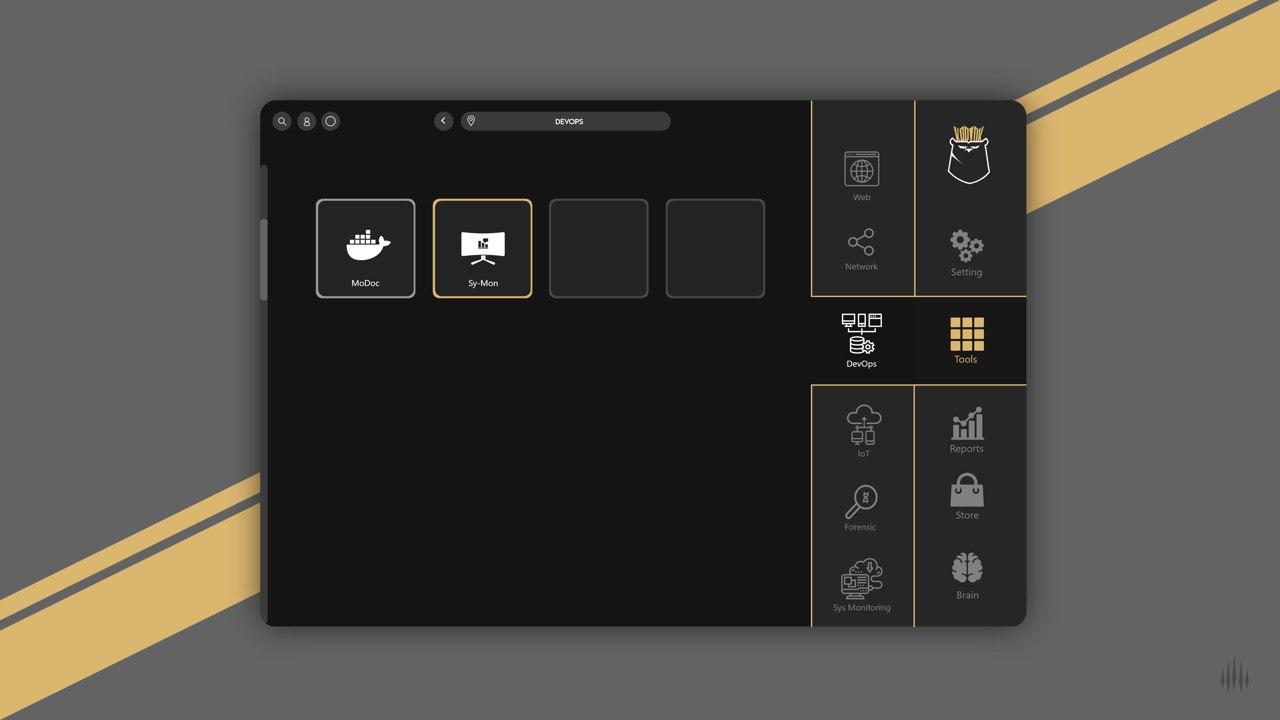 DEVOPS
MoDoc
Sy-Mon
Web
Network
DevOps
IoT
Forensic
Sys Monitoring
Setting
Tools
Reports
Store
Brain